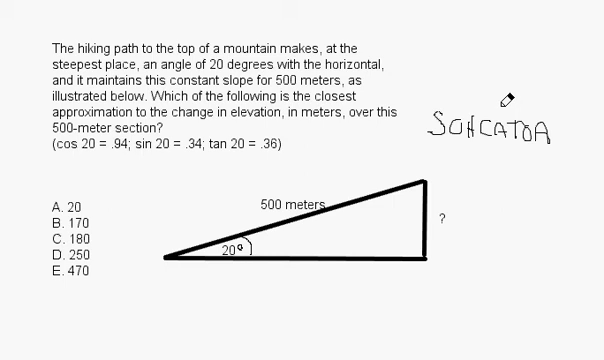 The hiking path to the top of a mountain makes, at the
steepest place, an angle of 20 degrees with the horizontal,
and it maintains this constant slope for 500 meters, as
illustrated below. Which of the following is the closest
approximation to the change in elevation, in meters, over this
500-meter section?
(cos 20 = .94; sin 20 = .34; tan 20 = .36)
SOHCATOA
A. 20
B. 170
C. 180
D. 250
E. 470
500 meters
20°
?